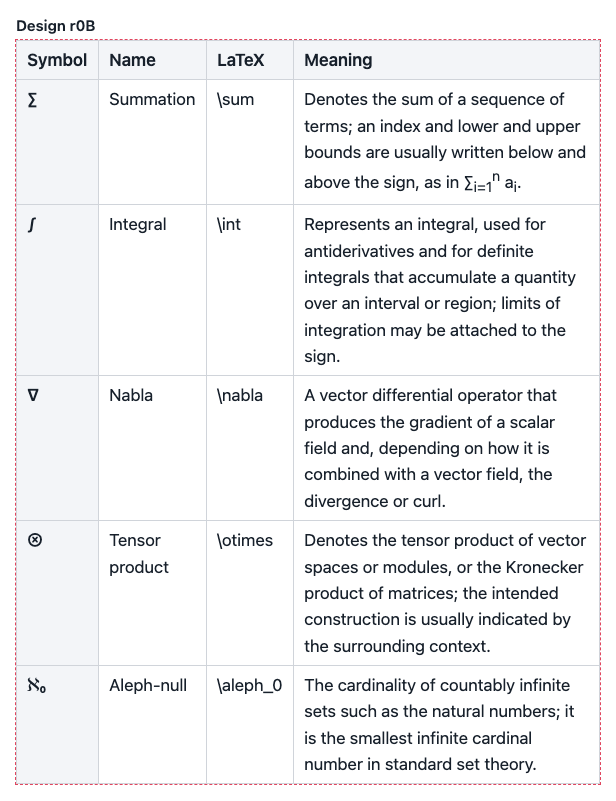 Design r0B
Symbol Name LaTeX Meaning
∑ Summation \sum Denotes the sum of a sequence of
terms; an index and lower and upper
bounds are usually written below and
above the sign, as in ∑ᵢ₌₁ⁿ aᵢ.
∫ Integral \int Represents an integral, used for
antiderivatives and for definite
integrals that accumulate a quantity
over an interval or region; limits of
integration may be attached to the
sign.
∇ Nabla \nabla A vector differential operator that
produces the gradient of a scalar
field and, depending on how it is
combined with a vector field, the
divergence or curl.
⊗ Tensor \otimes Denotes the tensor product of vector
product spaces or modules, or the Kronecker
product of matrices; the intended
construction is usually indicated by
the surrounding context.
ℵ₀ Aleph-null \aleph_0 The cardinality of countably infinite
sets such as the natural numbers; it
is the smallest infinite cardinal
number in standard set theory.